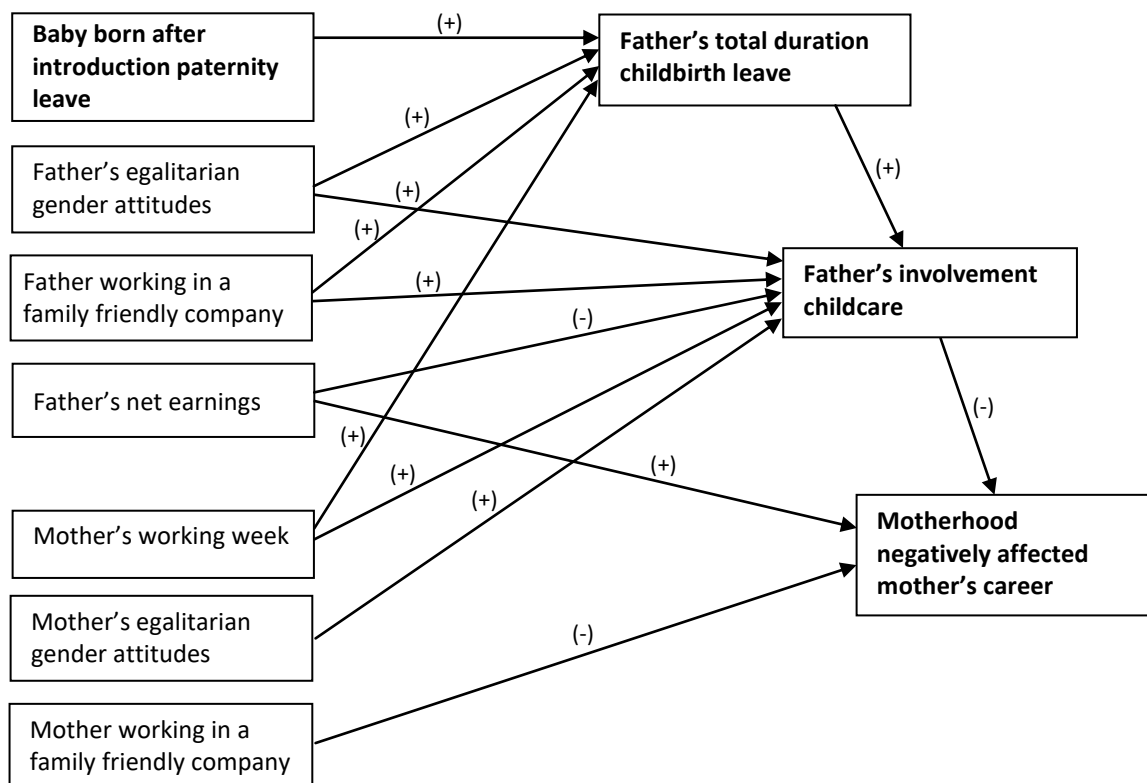 Baby born after
introduction paternity
leave
(+)
Father's total duration
childbirth leave
Father's egalitarian
gender attitudes
(+)
(+)
(+)
(+)
Father working in a
family friendly company
(+)
Father's involvement
childcare
(-)
Father's net earnings
(-)
(+)
(+)
(+)
(+)
Mother's working week
Motherhood
negatively affected
mother's career
Mother's egalitarian
gender attitudes
(-)
Mother working in a
family friendly company